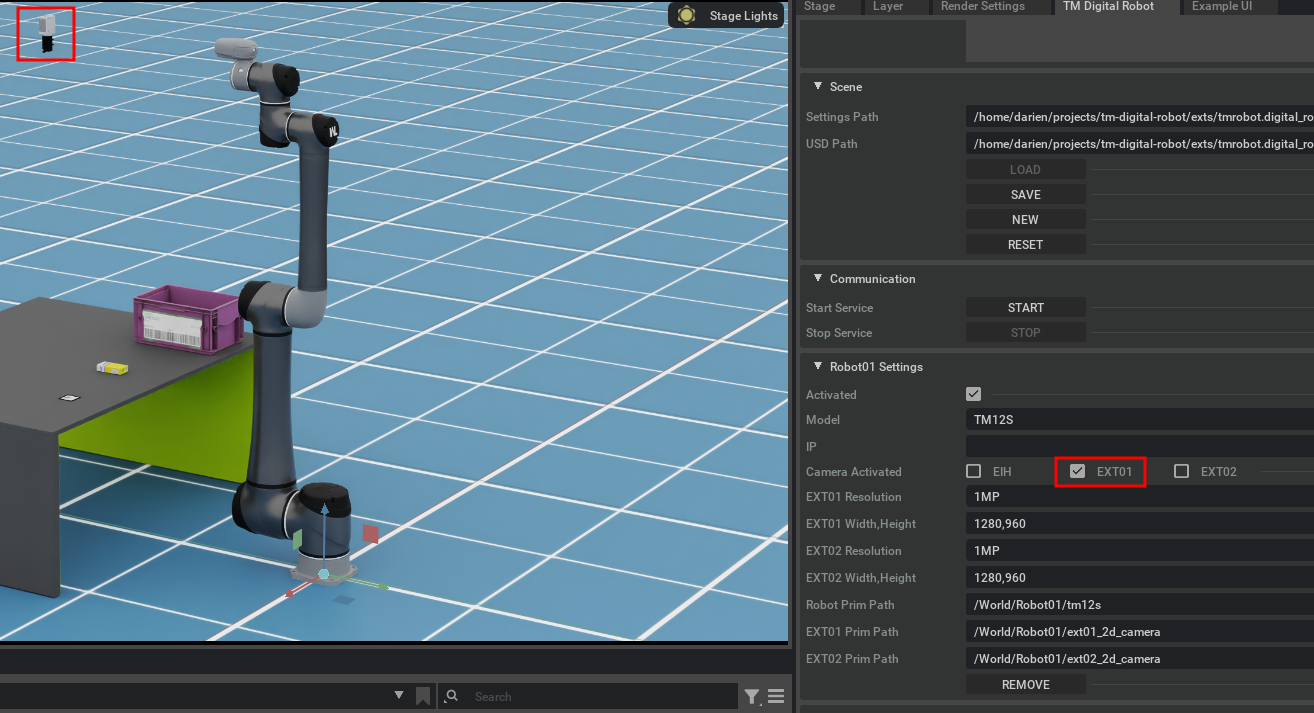 Stage Lights
Stage Layer Render Settings TM Digital Robot Example UI
Scene
Settings Path /home/darien/projects/tm-digital-robot/exts/tmrobot.digital_ro
USD Path /home/darien/projects/tm-digital-robot/exts/tmrobot.digital_ro
LOAD
SAVE
NEW
RESET
Communication
Start Service START
Stop Service STOP
Robot01 Settings
Activated
Model TM12S
IP
Camera Activated EIH EXT01 EXT02
EXT01 Resolution 1MP
EXT01 Width,Height 1280,960
EXT02 Resolution 1MP
EXT02 Width,Height 1280,960
Robot Prim Path /World/Robot01/tm12s
EXT01 Prim Path /World/Robot01/ext01_2d_camera
EXT02 Prim Path /World/Robot01/ext02_2d_camera
REMOVE
Search